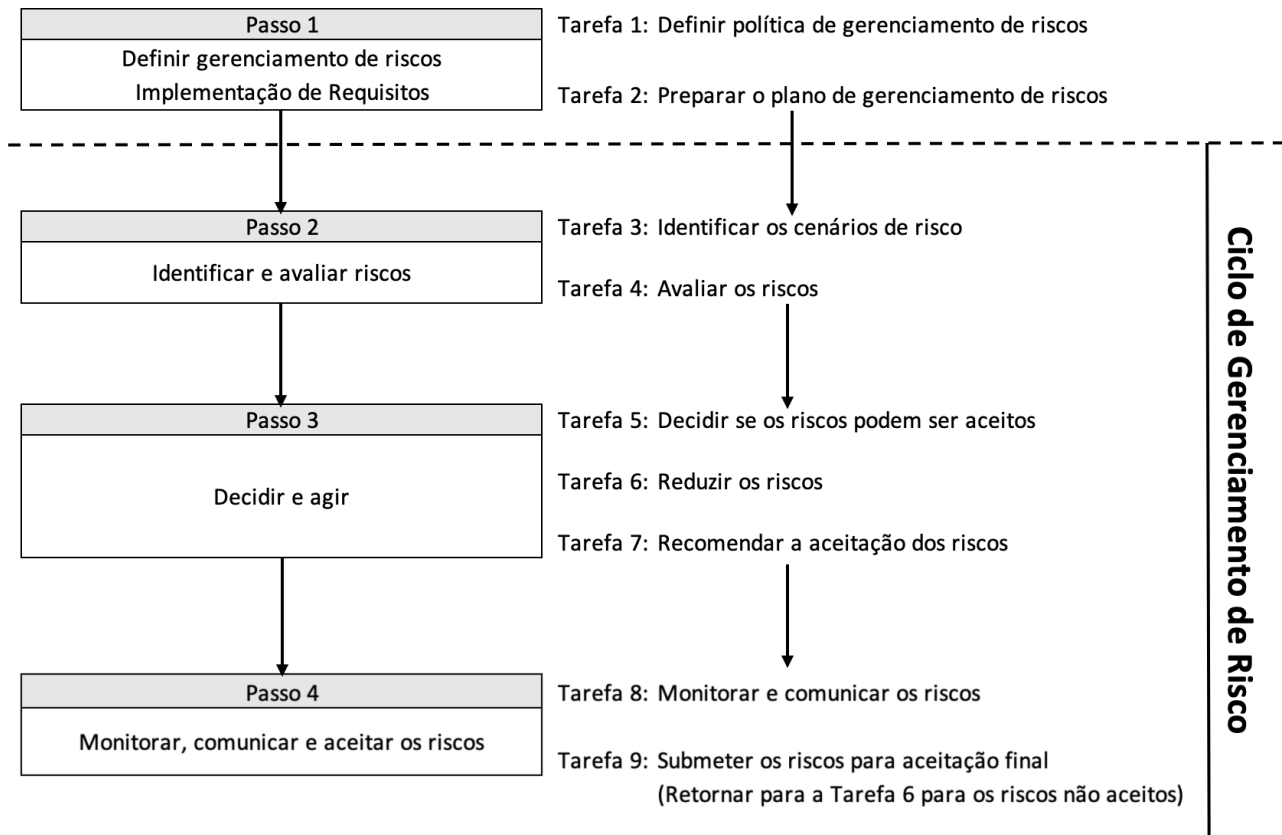 Passo 1
Definir gerenciamento de riscos
Implementação de Requisitos
Tarefa 1: Definir política de gerenciamento de riscos
Tarefa 2: Preparar o plano de gerenciamento de riscos
Passo 2
Identificar e avaliar riscos
Tarefa 3: Identificar os cenários de risco
Tarefa 4: Avaliar os riscos
Passo 3
Decidir e agir
Tarefa 5: Decidir se os riscos podem ser aceitos
Tarefa 6: Reduzir os riscos
Tarefa 7: Recomendar a aceitação dos riscos
Passo 4
Monitorar, comunicar e aceitar os riscos
Tarefa 8: Monitorar e comunicar os riscos
Tarefa 9: Submeter os riscos para aceitação final
(Retornar para a Tarefa 6 para os riscos não aceitos)
Ciclo de Gerenciamento de Risco